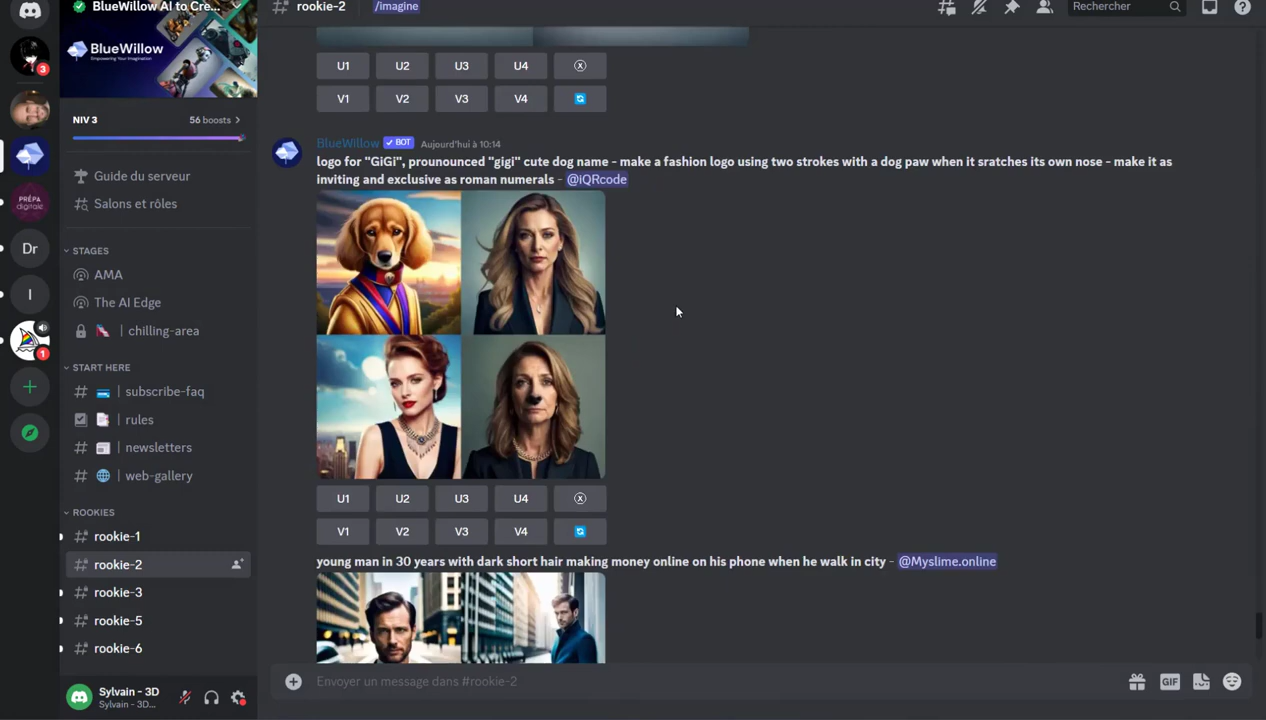 BlueWillow AI to Cre...
rookie-2
/imagine
Rechercher
BlueWillow
Empowering Your Imagination
3
NIV 3
56 boosts
Guide du serveur
Salons et rôles
STAGES
AMA
The AI Edge
| chilling-area
START HERE
| subscribe-faq
| rules
| newsletters
| web-gallery
ROOKIES
rookie-1
rookie-2
rookie-3
rookie-5
rookie-6
Sylvain - 3D
Sylvain - 3D...
PRÉPA
digitale
Dr
I
1
U1 U2 U3 U4
V1 V2 V3 V4
BlueWillow BOT Aujourd'hui à 10:14
logo for "GiGi", prounounced "gigi" cute dog name - make a fashion logo using two strokes with a dog paw when it sratches its own nose - make it as
inviting and exclusive as roman numerals - @iQRcode
U1 U2 U3 U4
V1 V2 V3 V4
young man in 30 years with dark short hair making money online on his phone when he walk in city - @Myslime.online
Envoyer un message dans #rookie-2
GIF